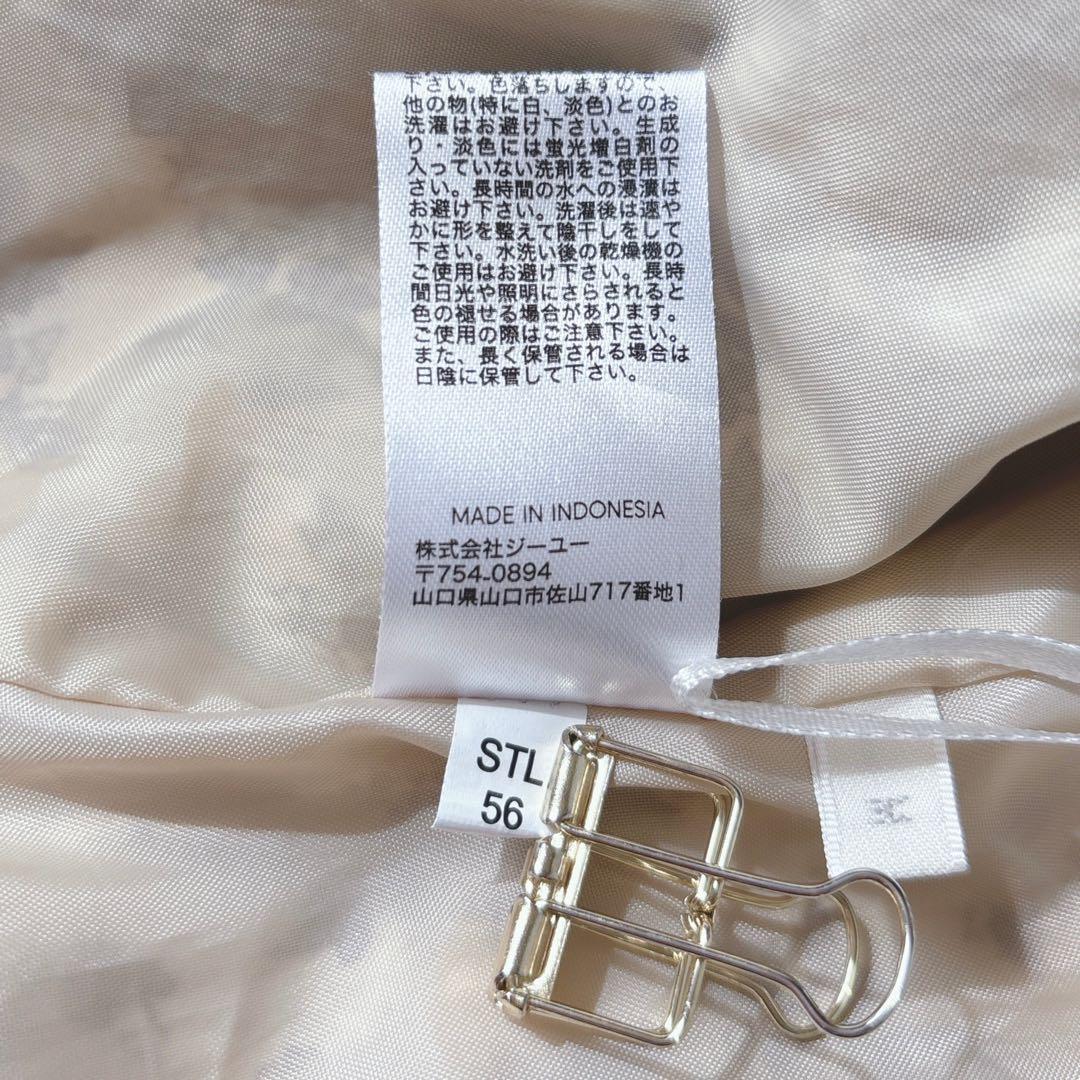 下さい。色落ちしますので、
他の物(特に白、淡色)とのお
洗濯はお避け下さい。生成
り・淡色には蛍光増白剤の
入っていない洗剤をご使用下
さい。長時間の水への浸漬は
お避け下さい。洗濯後は速や
かに形を整えて陰干しをして
下さい。水洗い後の乾燥機の
ご使用はお避け下さい。長時
間日光や照明にさらされると
色の褪せる場合があります。
ご使用の際はご注意下さい。
また、長く保管される場合は
日陰に保管して下さい。
MADE IN INDONESIA
株式会社ジーユー
〒754-0894
山口県山口市佐山717番地1
STL
56